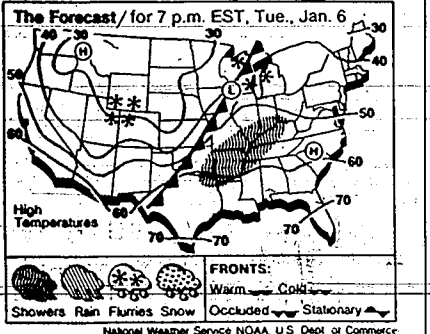 The Forecast/for 7 p.m. EST, Tue., Jan. 6
40 30 30 30
H 40
50 L
50
60 H 60
High
Temperatures 60 70
70 70 70
Showers Rain Flurries Snow
FRONTS:
Warm Cold
Occluded Stationary
National Weather Service NOAA U S Dept of Commerce